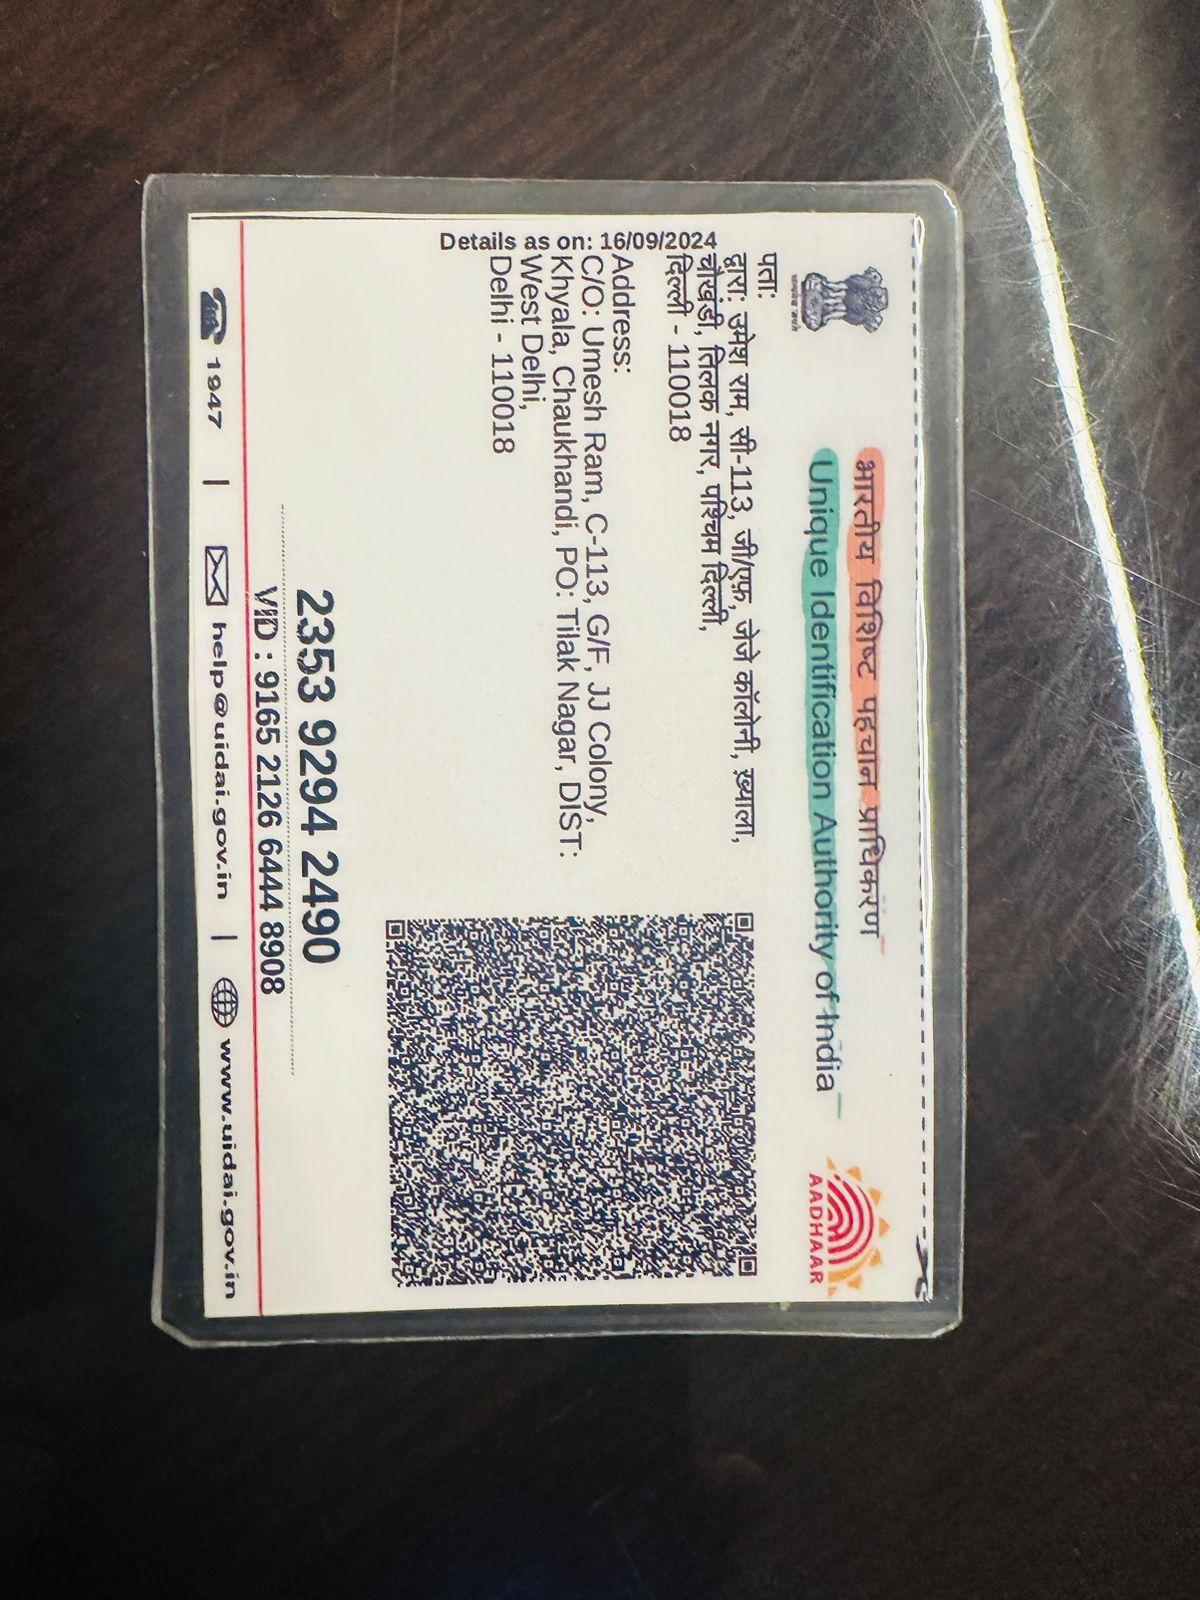 भारतीय विशिष्ट पहचान प्राधिकरण
Unique Identification Authority of India
AADHAAR
Details as on: 16/09/2024
पता:
द्वारा: उमेश राम, सी-113, जी/एफ़, जेजे कॉलोनी, ख़्याला,
चौखंडी, तिलक नगर, पश्चिम दिल्ली,
दिल्ली - 110018
Address:
C/O: Umesh Ram, C-113, G/F, JJ Colony,
Khyala, Chaukhandi, PO: Tilak Nagar, DIST:
West Delhi,
Delhi - 110018
2353 9294 2490
VID : 9165 2126 6444 8908
1947 | help@uidai.gov.in | www.uidai.gov.in